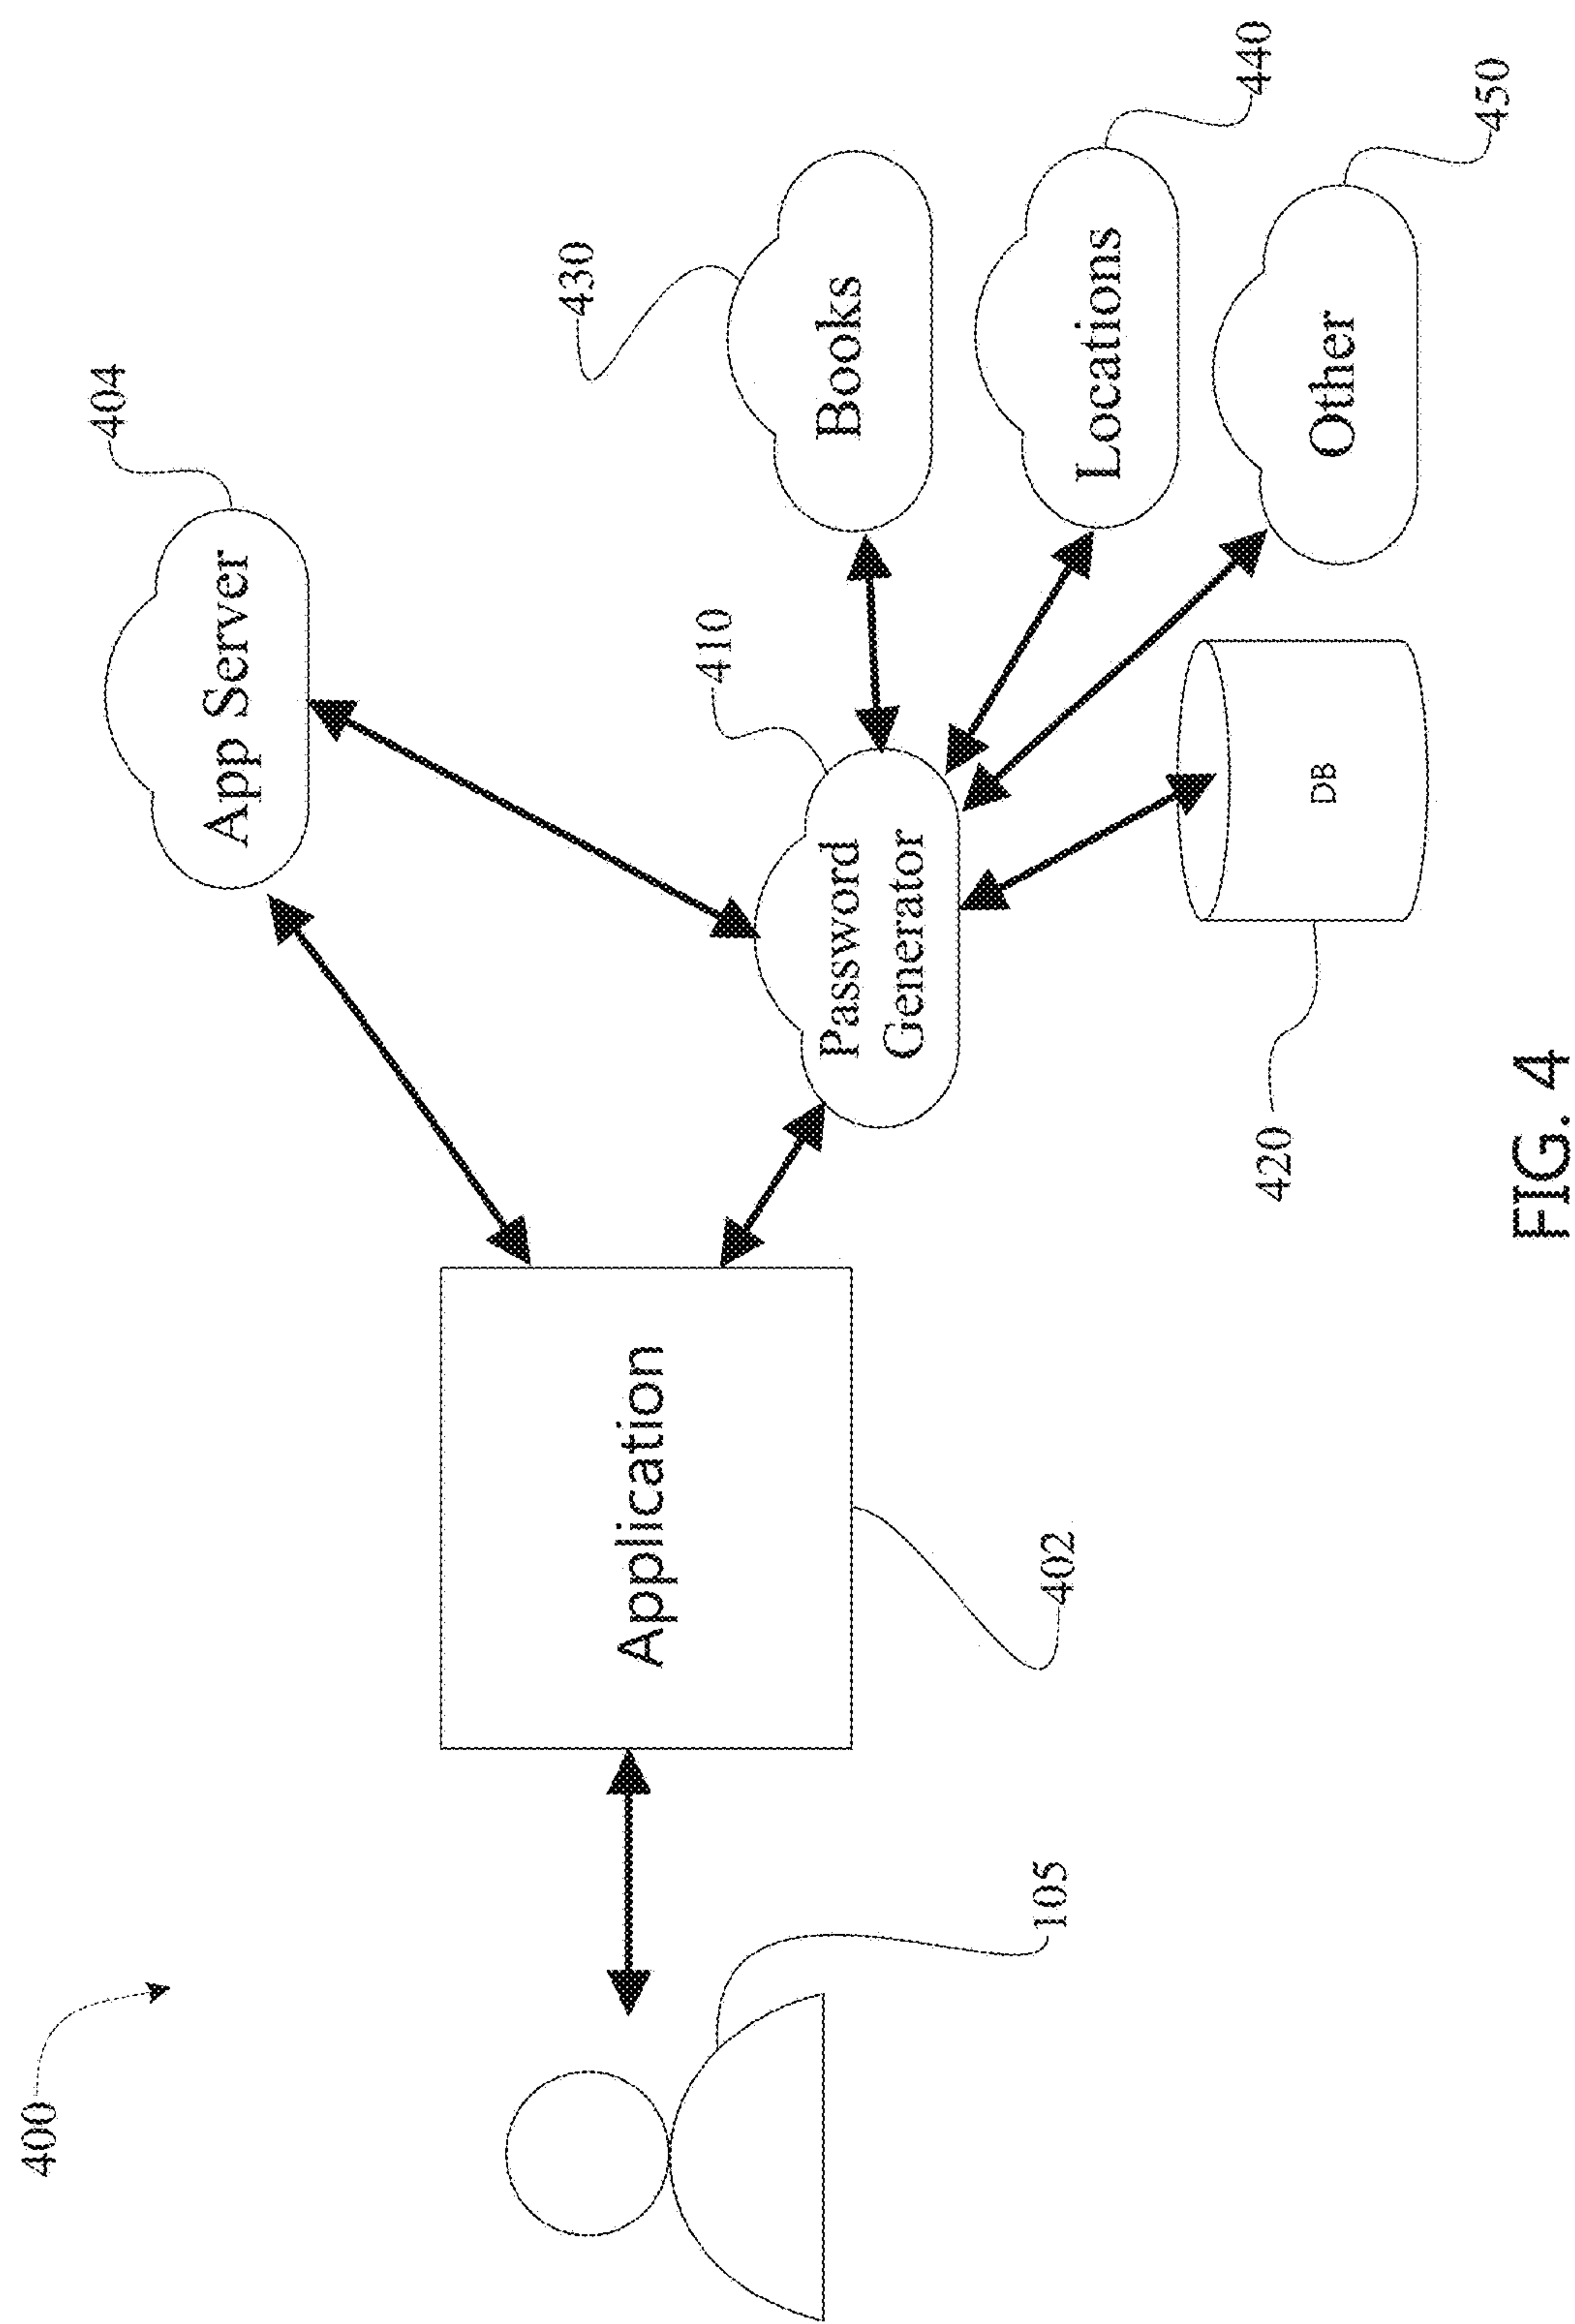 400
404
App Server
430
Books
410
Password
Generator
440
Locations
450
Other
Application
402
105
DB
420
FIG. 4